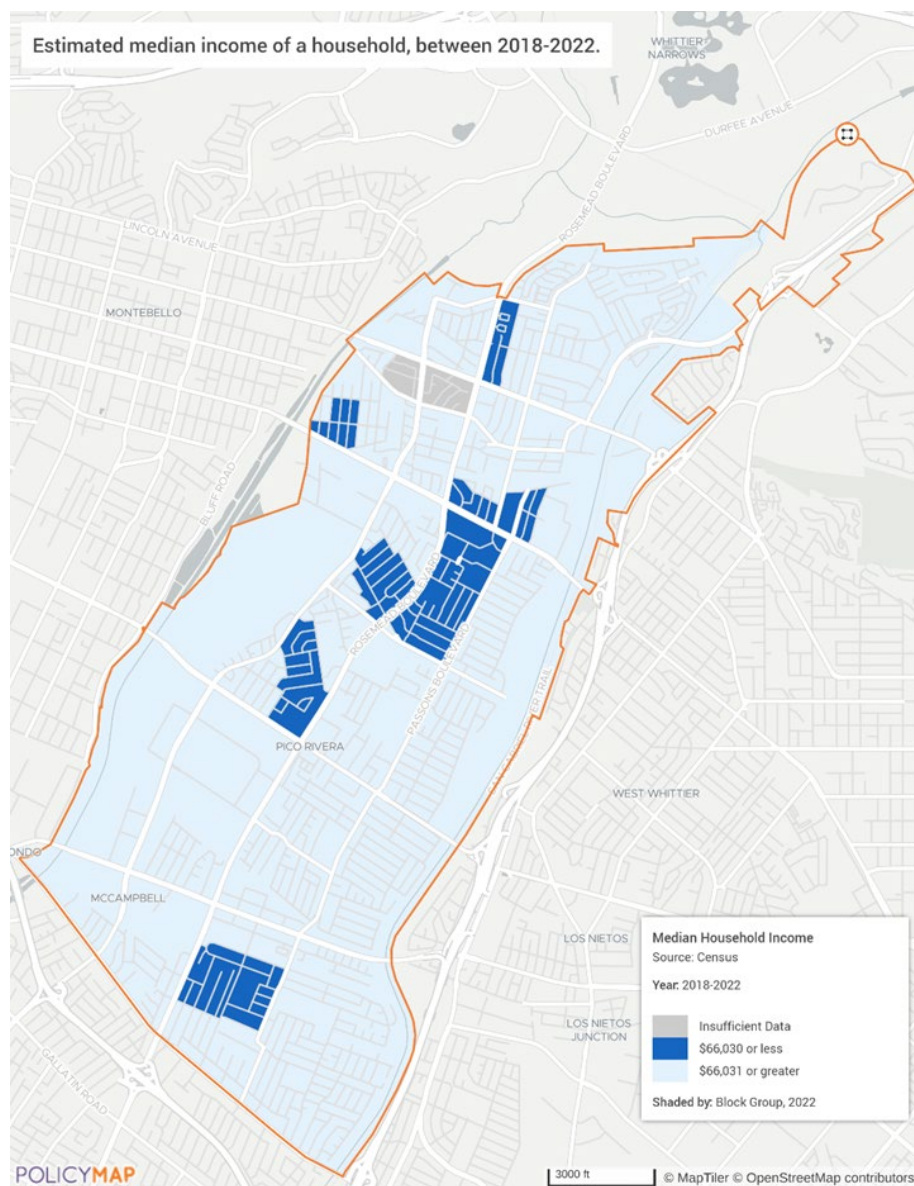 Estimated median income of a household, between 2018-2022.
WHITTIER
NARROWS
DURFEE AVENUE
ROSEMEAD BOULEVARD
LINCOLN AVENUE
MONTEBELLO
BLUFF ROAD
ROSEMEAD BOULEVARD
PASSONS BOULEVARD
RIVER TRAIL
PICO RIVERA
WEST WHITTIER
ONDO
MCCAMPBELL
LOS NIETOS
LOS NIETOS
JUNCTION
GALLATIN ROAD
Median Household Income
Source: Census
Year: 2018-2022
Insufficient Data
$66,030 or less
$66,031 or greater
Shaded by: Block Group, 2022
POLICYMAP
3000 ft
© MapTiler © OpenStreetMap contributors